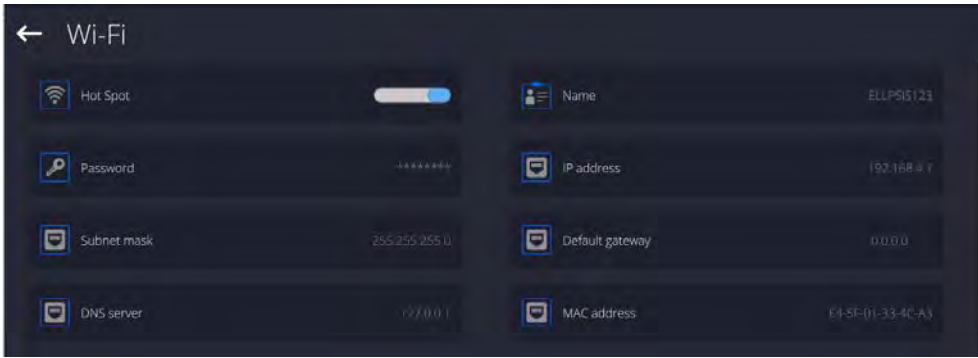 Wi-Fi
Hot Spot
Name ELLPSIS123
Password ********
IP address 192.168.4.1
Subnet mask 255.255.255.0
Default gateway 0.0.0.0
DNS server 127.0.0.1
MAC address E4-5F-01-33-4C-A3